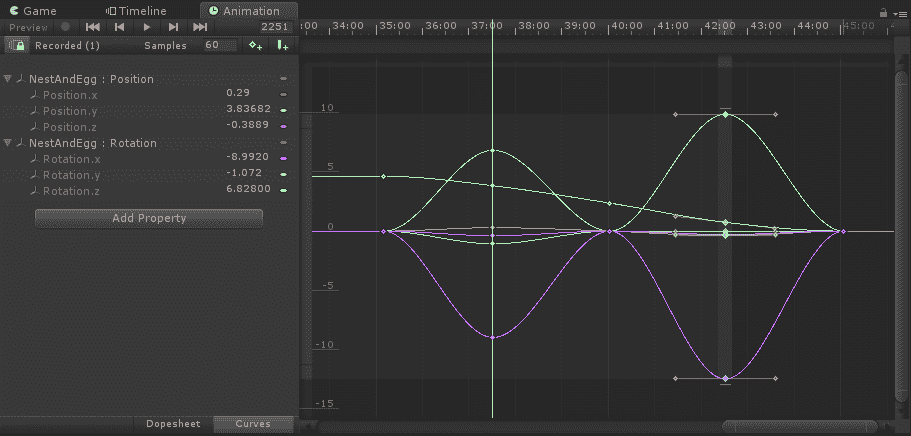 Game Timeline Animation
Preview 2251 :00 34:00 35:00 36:00 37:00 38:00 39:00 40:00 41:00 42:00 43:00 44:00 45:00
Recorded (1) Samples 60
NestAndEgg : Position
Position.x 0.29
Position.y 3.83682
Position.z -0.3889
NestAndEgg : Rotation
Rotation.x -8.9920
Rotation.y -1.072
Rotation.z 6.82800
Add Property
10
5
0
-5
-10
-15
Dopesheet Curves